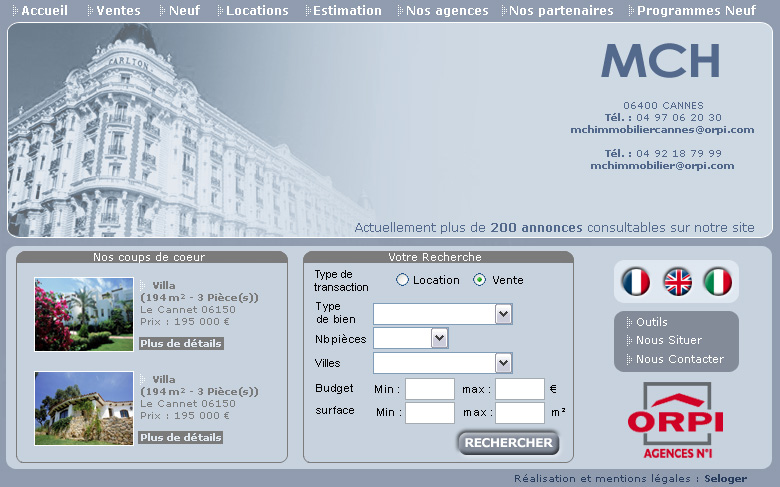 Accueil Ventes Neuf Locations Estimation Nos agences Nos partenaires Programmes Neuf
CARLTON
MCH
06400 CANNES
Tél. : 04 97 06 20 30
mchimmobiliercannes@orpi.com
Tél. : 04 92 18 79 99
mchimmobilier@orpi.com
Actuellement plus de 200 annonces consultables sur notre site
Nos coups de coeur
Villa
(194 m² - 3 Pièce(s))
Le Cannet 06150
Prix : 195 000 €
Plus de détails
Villa
(194 m² - 3 Pièce(s))
Le Cannet 06150
Prix : 195 000 €
Plus de détails
Votre Recherche
Type de
transaction
Location Vente
Type
de bien
Nb pièces
Villes
Budget Min : max : €
surface Min : max : m²
RECHERCHER
Outils
Nous Situer
Nous Contacter
ORPI
AGENCES N°1
Réalisation et mentions légales : Seloger